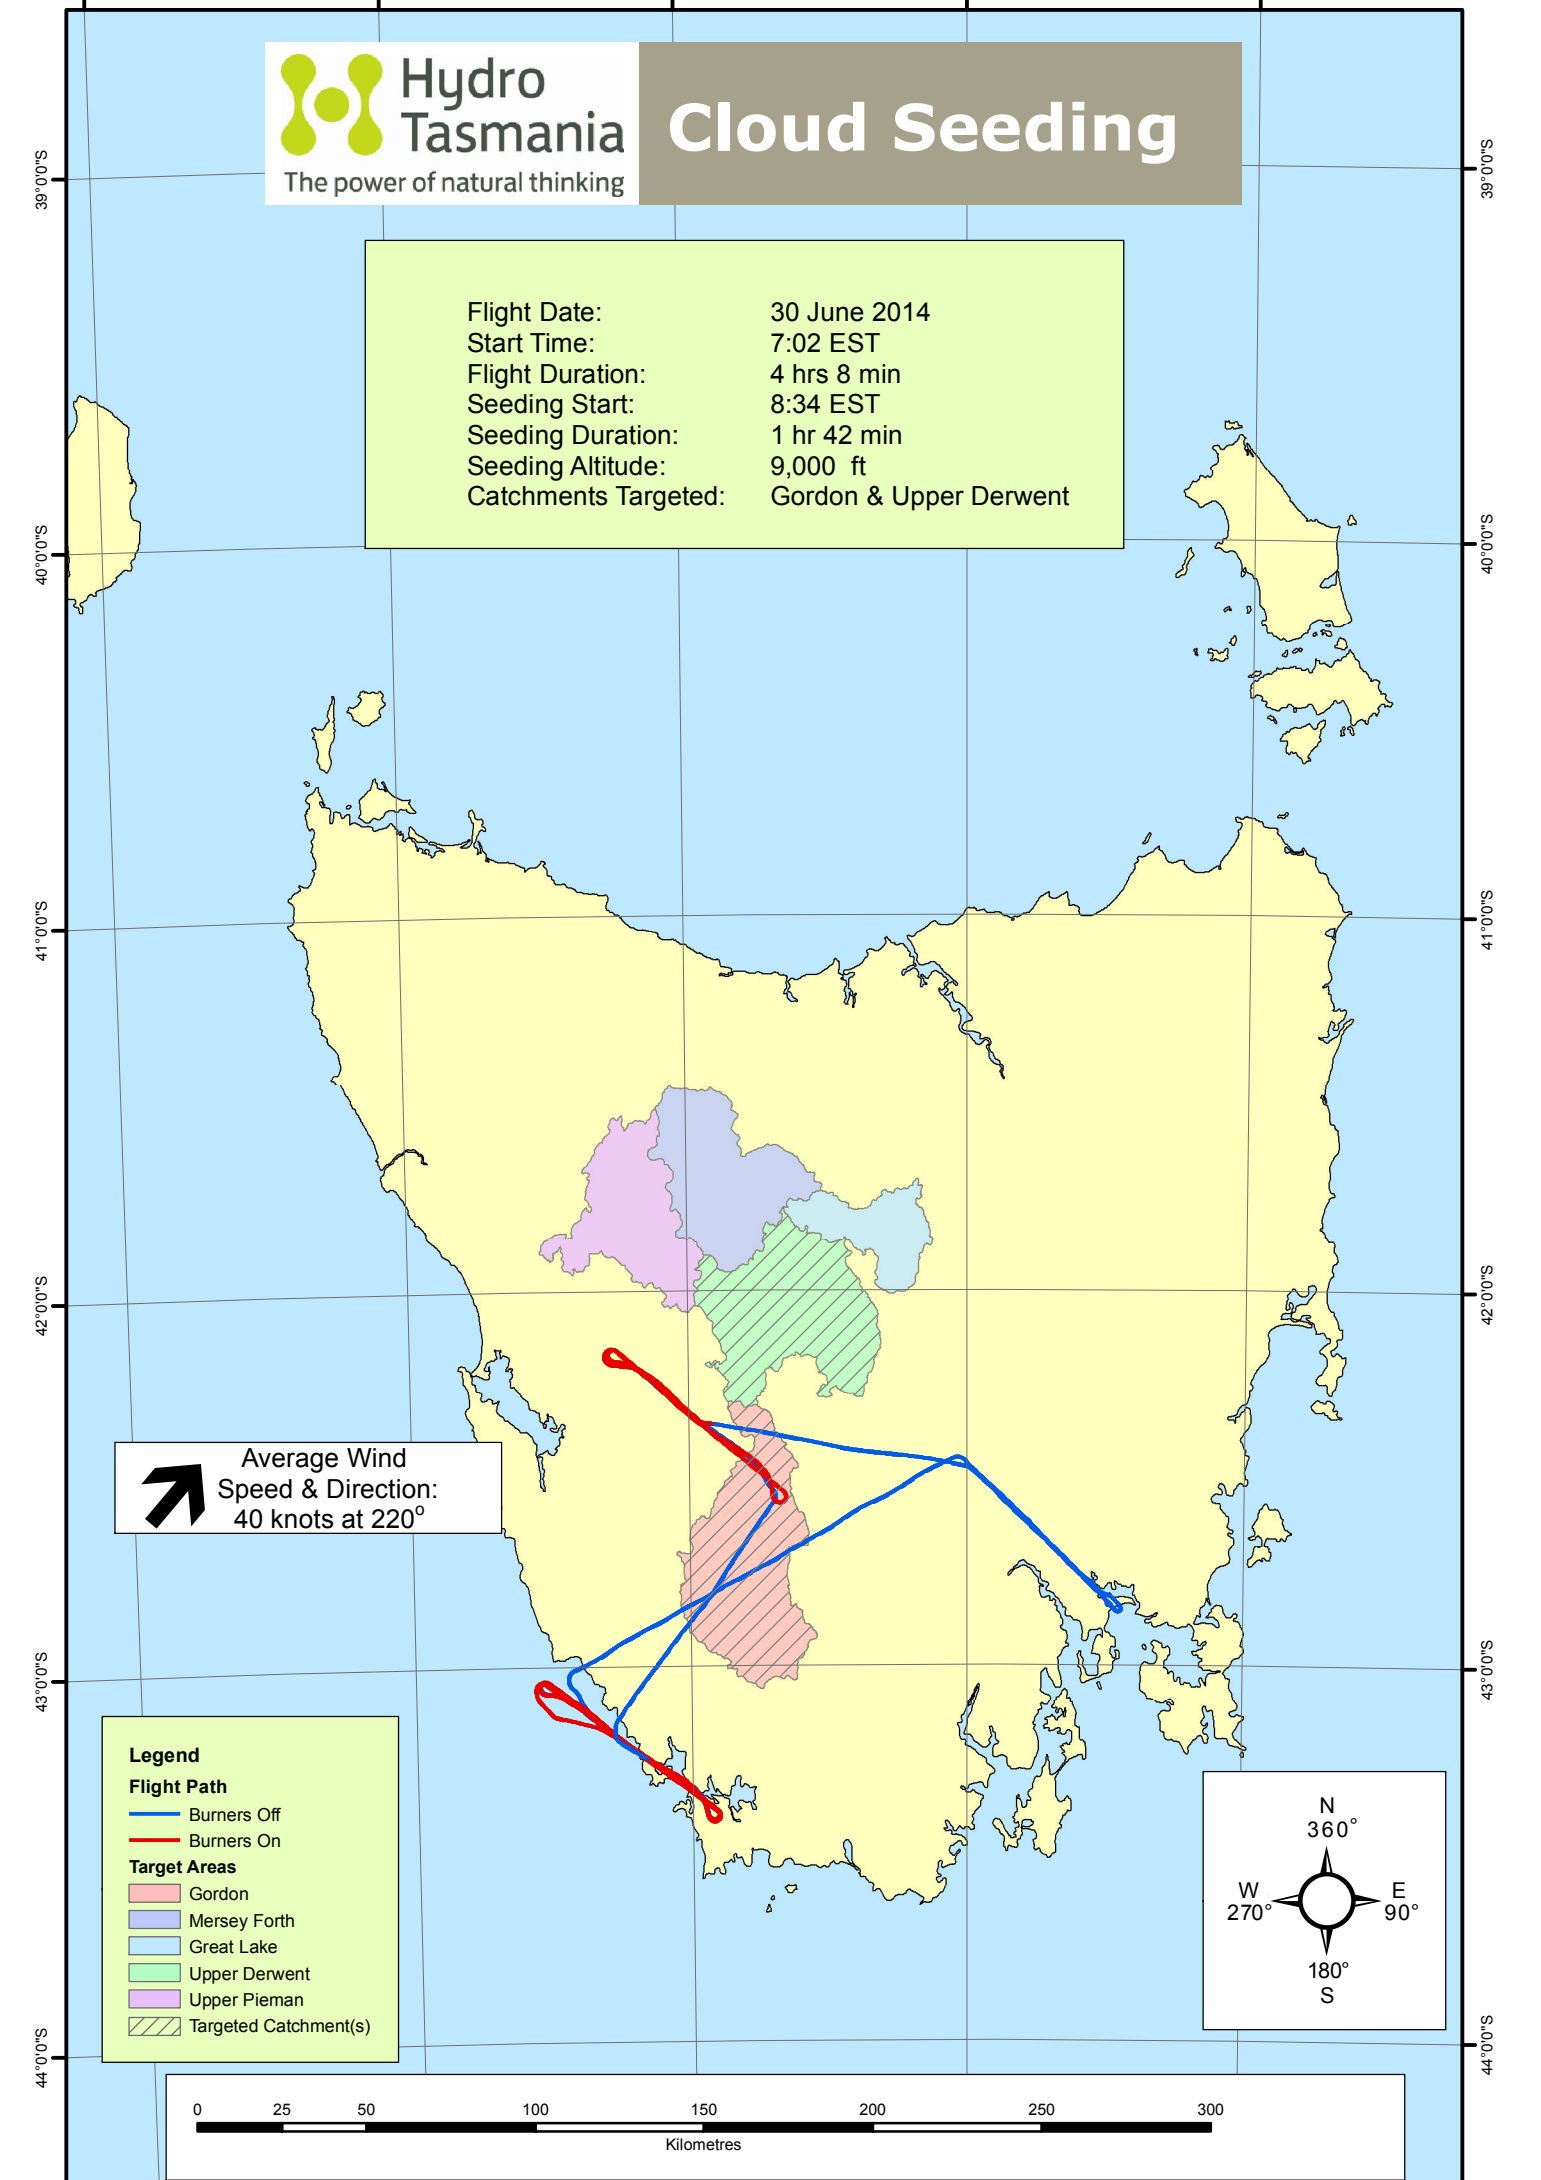 Hydro
Tasmania
The power of natural thinking
Cloud Seeding
Flight Date: 30 June 2014
Start Time: 7:02 EST
Flight Duration: 4 hrs 8 min
Seeding Start: 8:34 EST
Seeding Duration: 1 hr 42 min
Seeding Altitude: 9,000 ft
Catchments Targeted: Gordon & Upper Derwent
39°0'0"S 39°0'0"S
40°0'0"S 40°0'0"S
41°0'0"S 41°0'0"S
42°0'0"S 42°0'0"S
Average Wind
Speed & Direction:
40 knots at 220°
43°0'0"S 43°0'0"S
Legend
Flight Path
Burners Off
Burners On
Target Areas
Gordon
Mersey Forth
Great Lake
Upper Derwent
Upper Pieman
Targeted Catchment(s)
N
360°
W E
270° 90°
180°
S
44°0'0"S 44°0'0"S
0 25 50 100 150 200 250 300
Kilometres